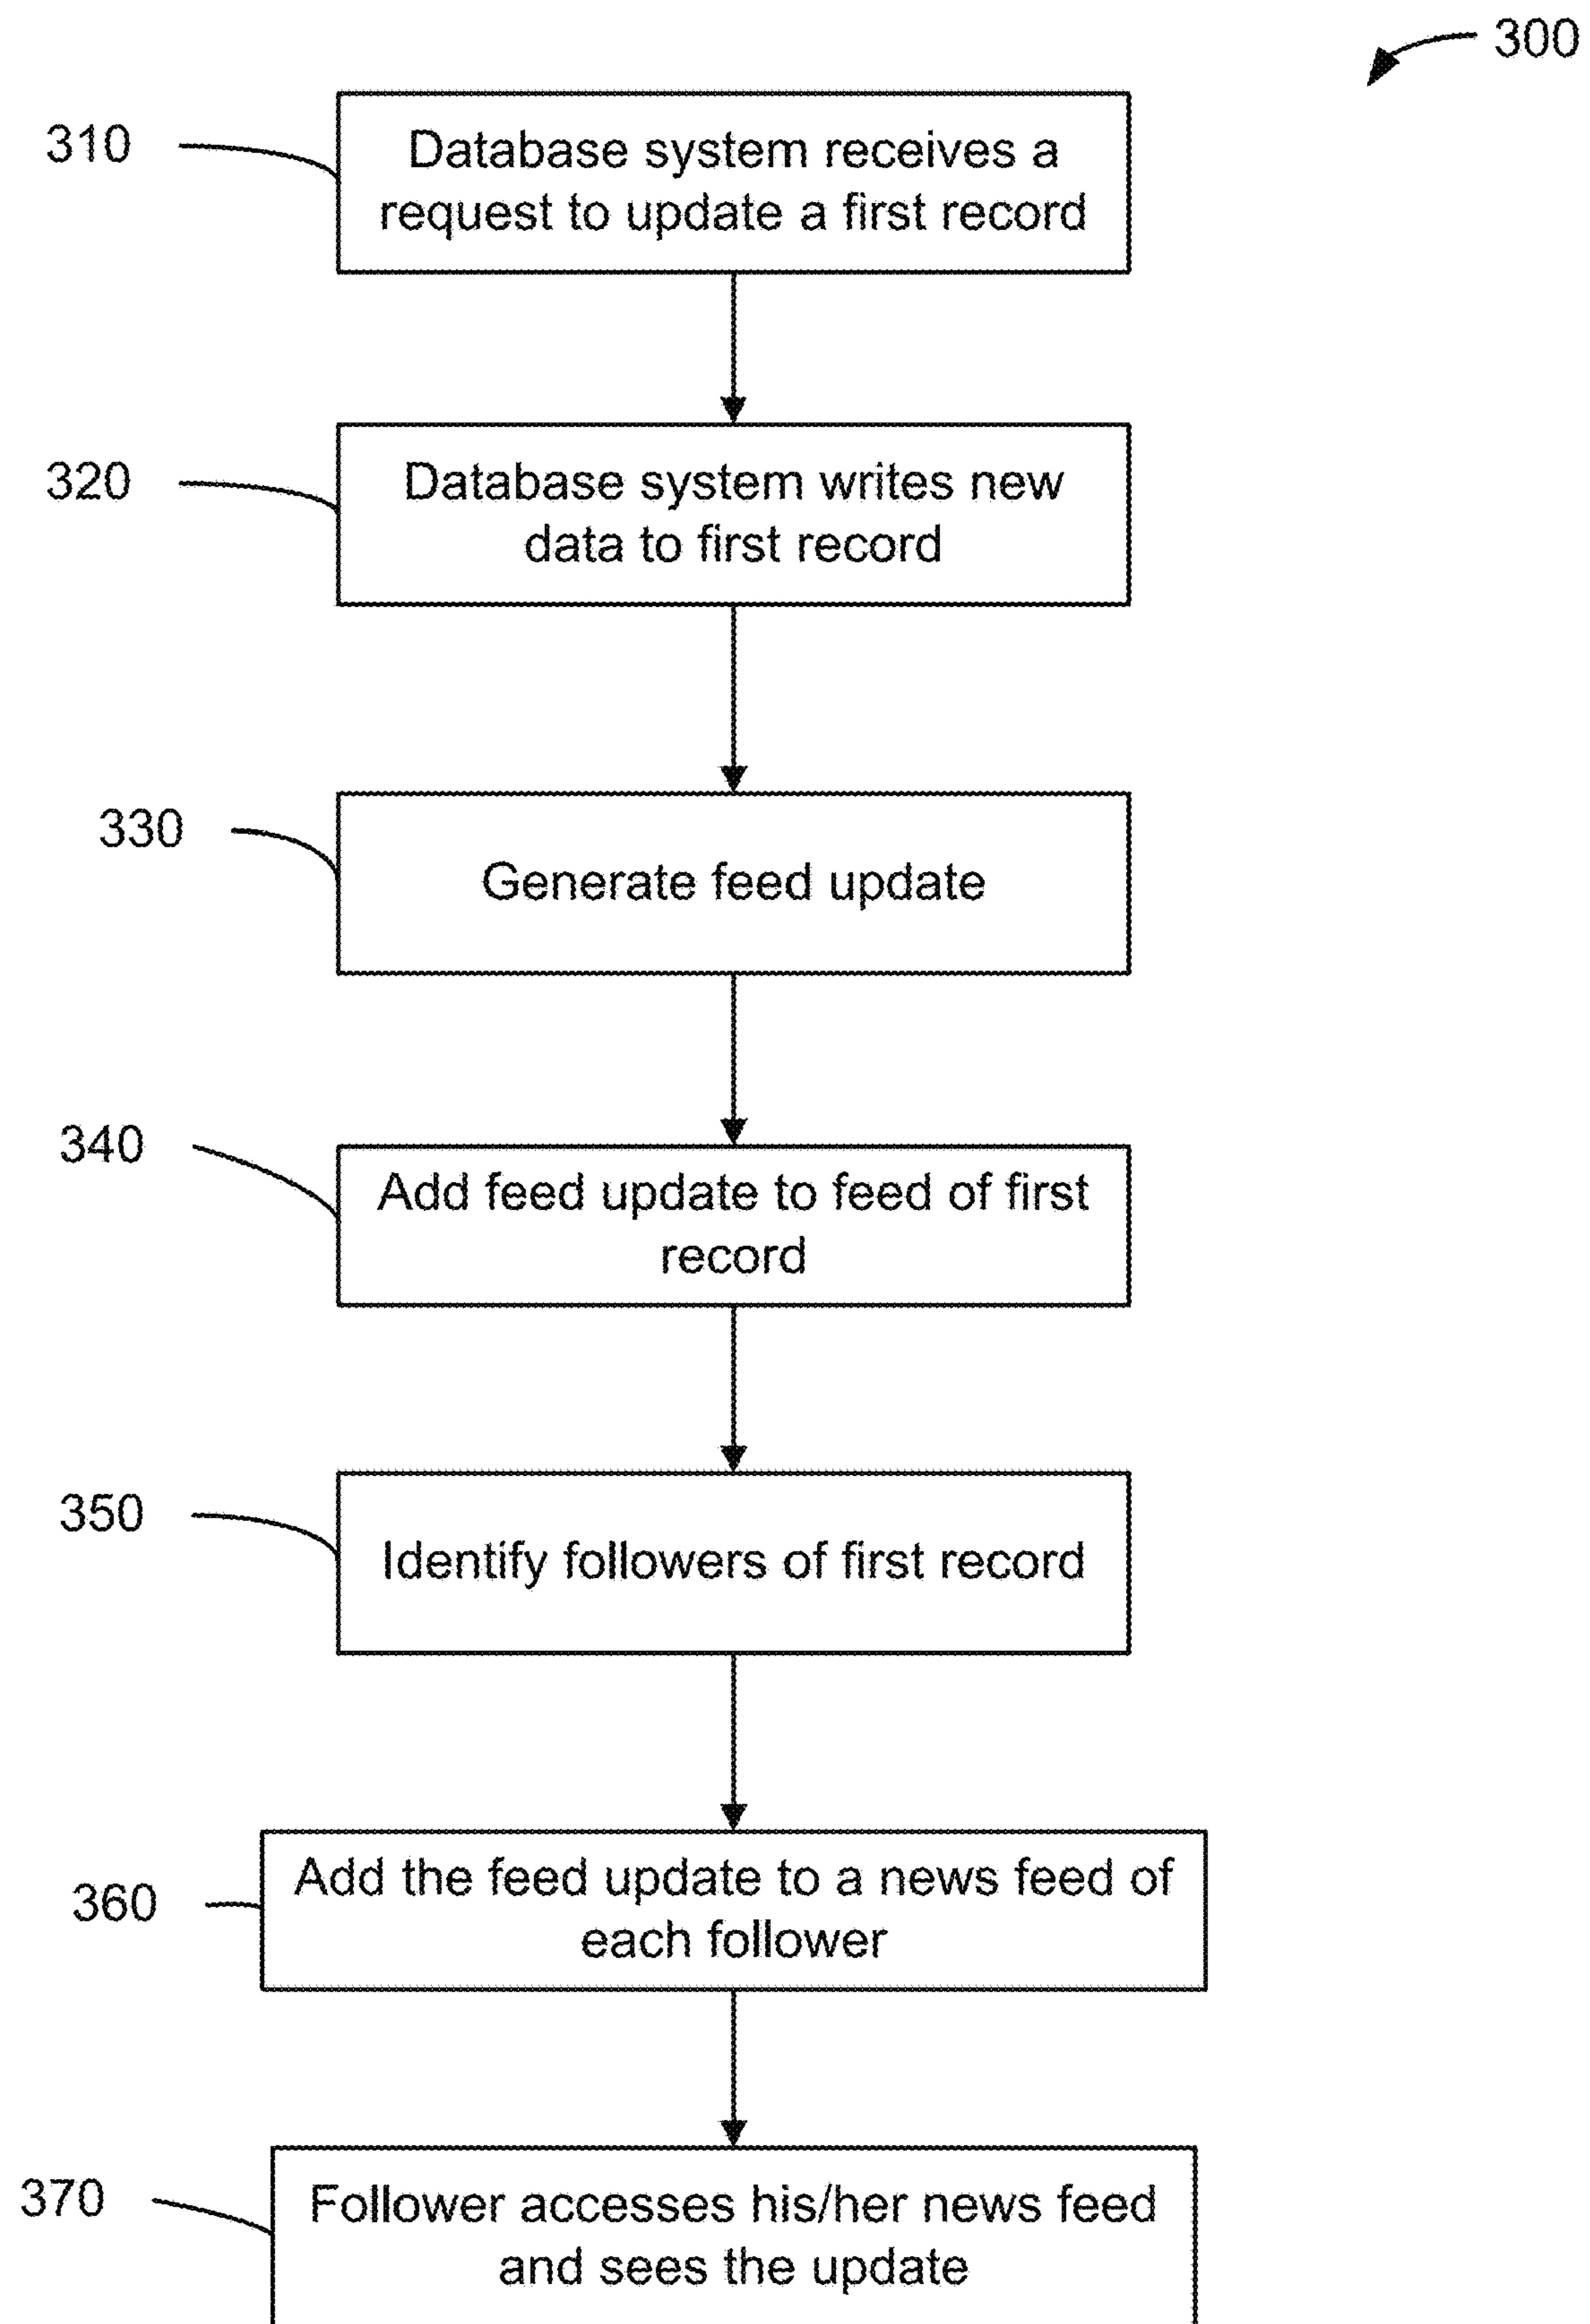 300
310
Database system receives a
request to update a first record
320
Database system writes new
data to first record
330
Generate feed update
340
Add feed update to feed of first
record
350
Identify followers of first record
360
Add the feed update to a news feed of
each follower
370
Follower accesses his/her news feed
and sees the update